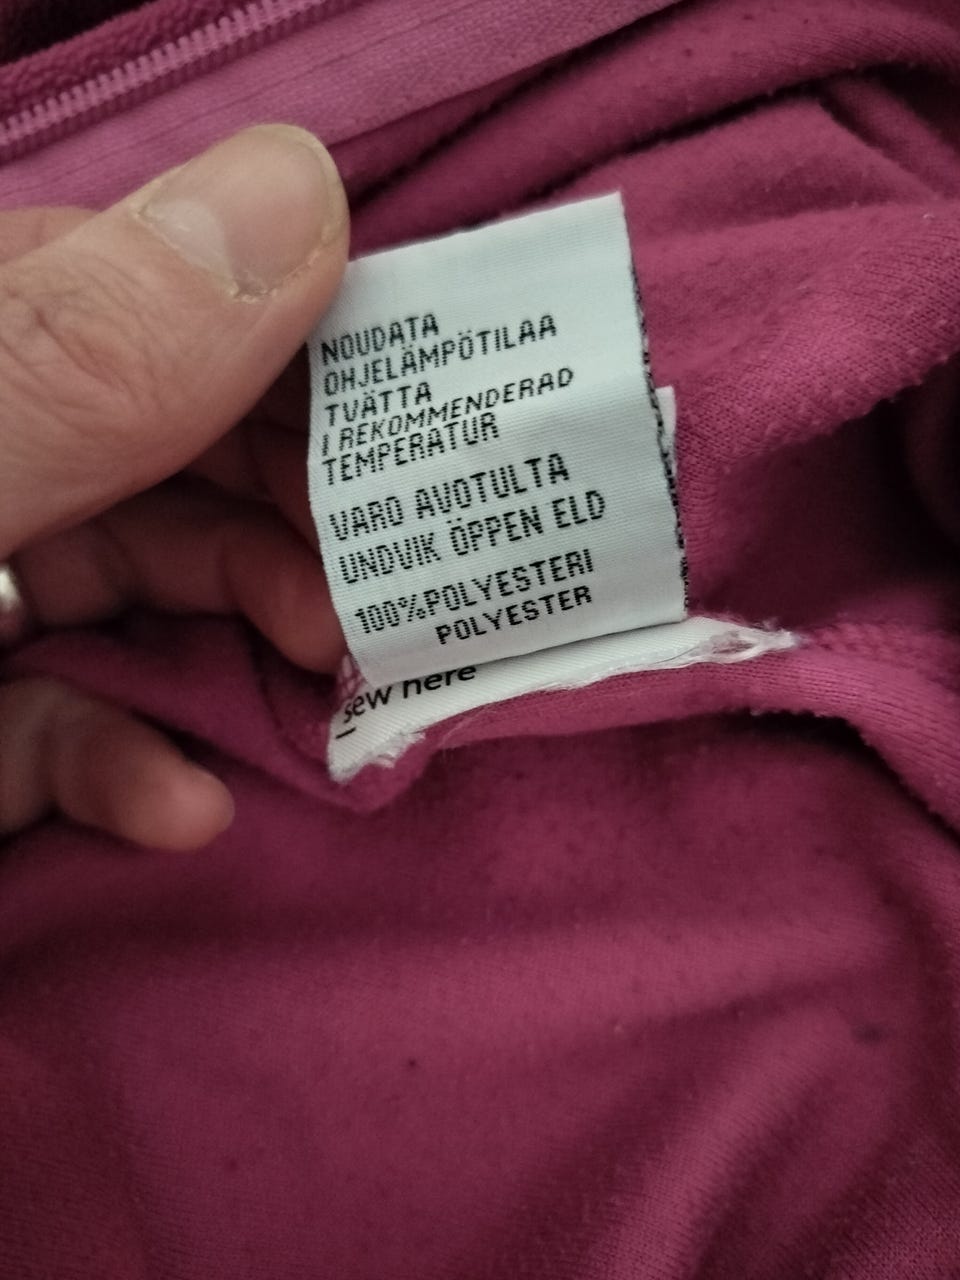 NOUDATA
OHJELÄMPÖTILAA
TVÄTTA
I REKOMMENDERAD
TEMPERATUR
VARO AVOTULTA
UNDVIK ÖPPEN ELD
100%POLYESTERI
POLYESTER
sew here